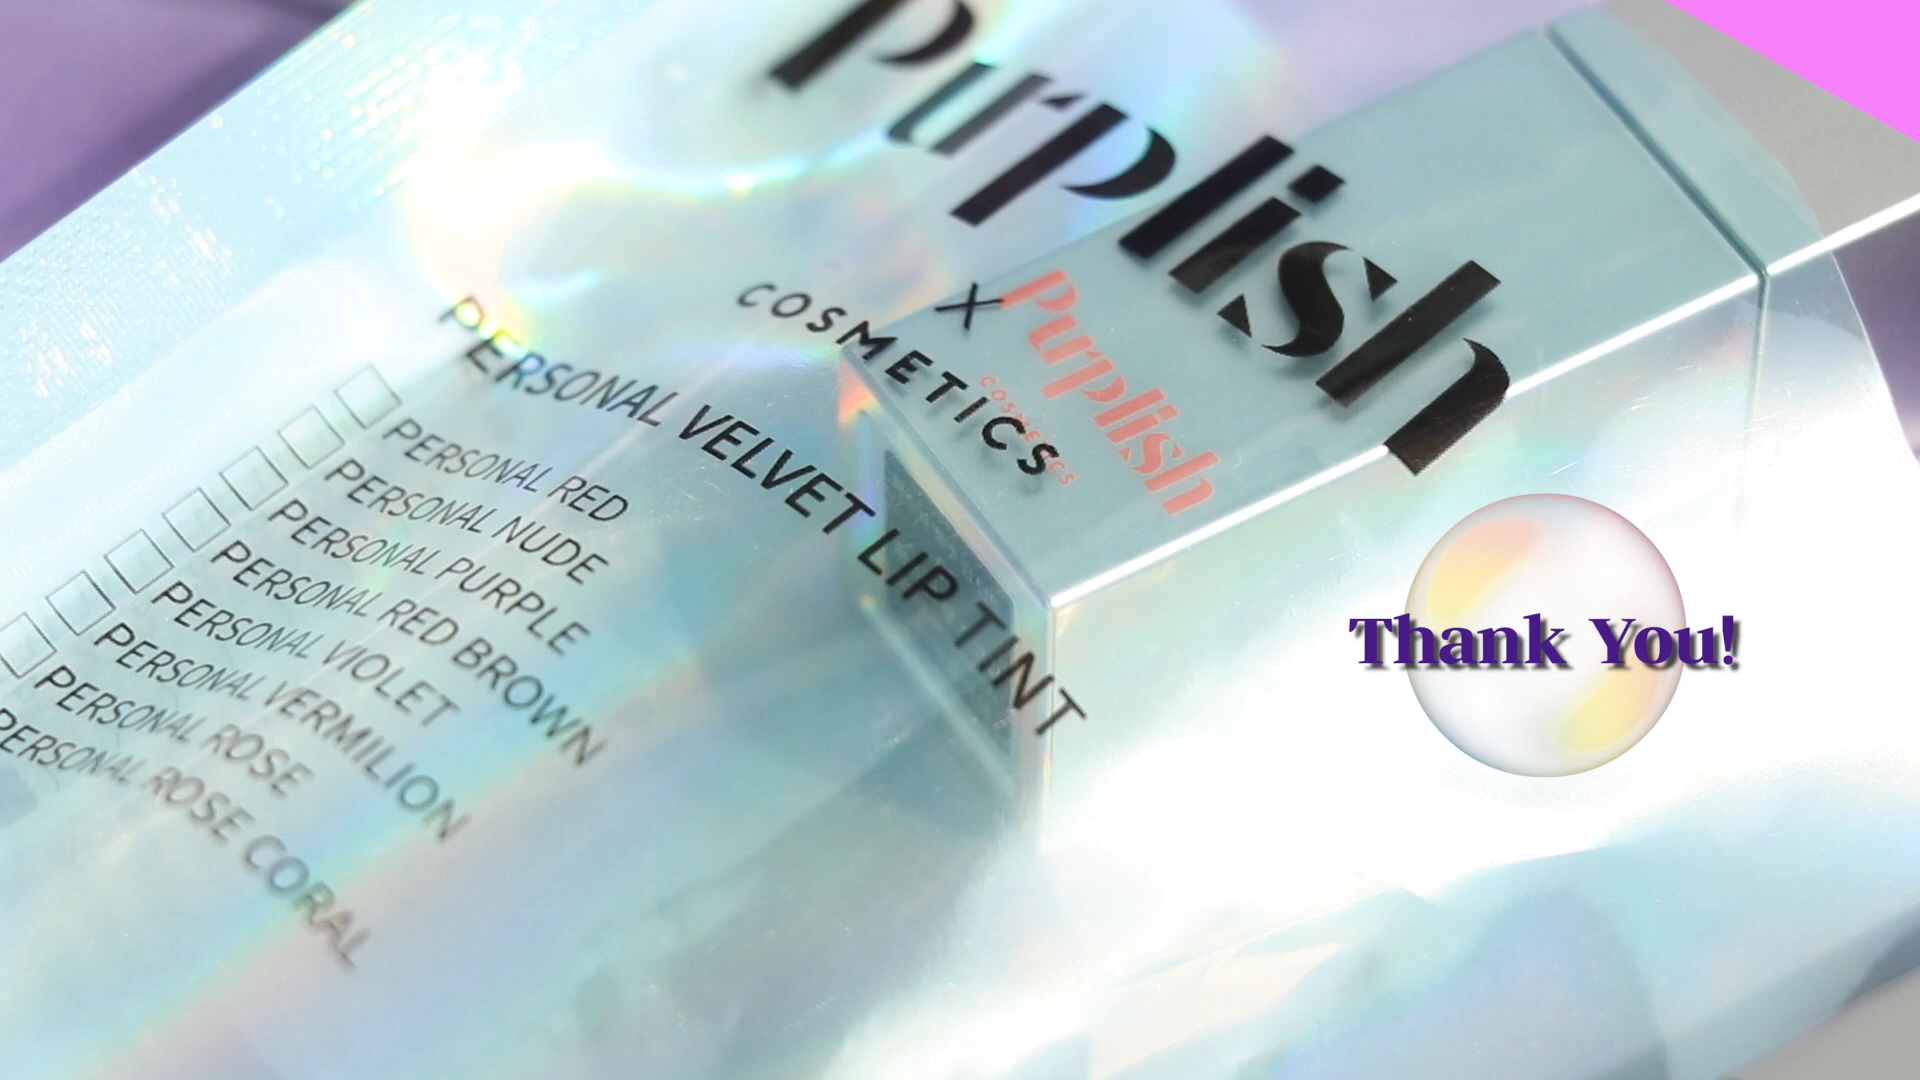 Purplish
COSMETICS
X Purplish
COSMETICS
PERSONAL VELVET LIP TINT
PERSONAL RED
PERSONAL NUDE
PERSONAL PURPLE
PERSONAL RED BROWN
PERSONAL VIOLET
PERSONAL VERMILION
PERSONAL ROSE
PERSONAL ROSE CORAL
Thank You!